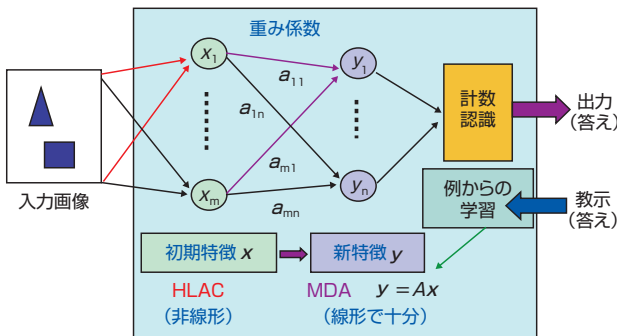 重み係数
x1
y1
a11
a1n
am1
amn
xm
yn
入力画像
計数
認識
出力
(答え)
例からの
学習
教示
(答え)
初期特徴 x
新特徴 y
HLAC
(非線形)
MDA
y = Ax
(線形で十分)